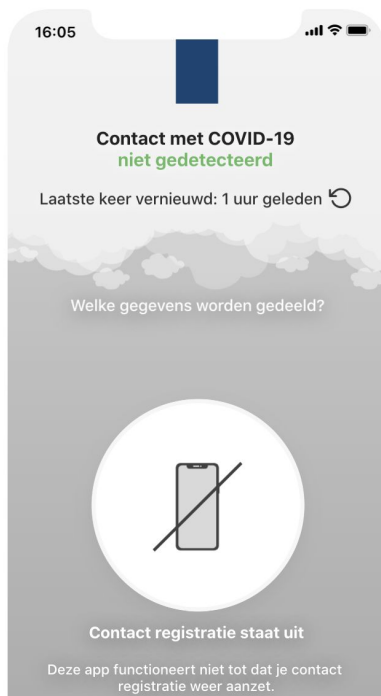 16:05
Contact met COVID-19
niet gedetecteerd
Laatste keer vernieuwd: 1 uur geleden
Welke gegevens worden gedeeld?
Contact registratie staat uit
Deze app functioneert niet tot dat je contact
registratie weer aanzet.